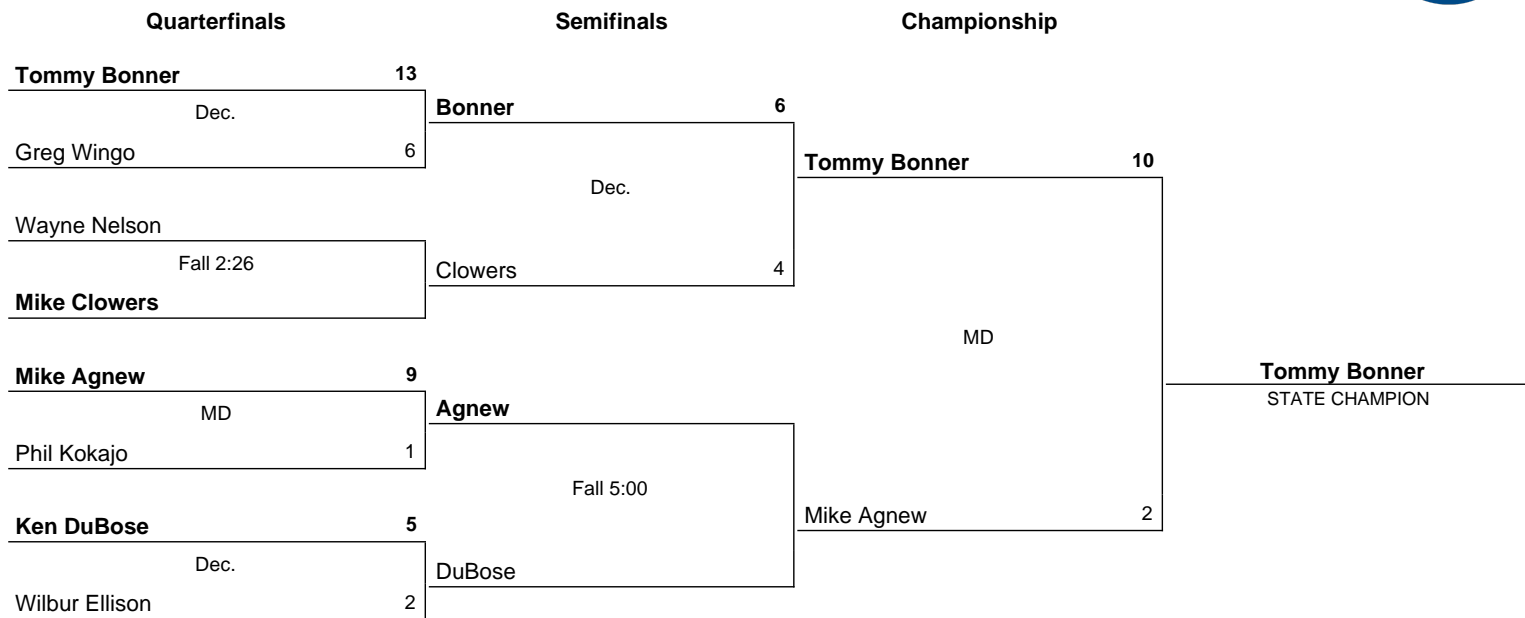 Quarterfinals Semifinals Championship
Tommy Bonner 13
Dec.
Greg Wingo 6
Wayne Nelson
Fall 2:26
Mike Clowers
Mike Agnew 9
MD
Phil Kokajo 1
Ken DuBose 5
Dec.
Wilbur Ellison 2
Bonner 6
Dec.
Clowers 4
Agnew
Fall 5:00
DuBose
Tommy Bonner 10
MD
Mike Agnew 2
Tommy Bonner
STATE CHAMPION